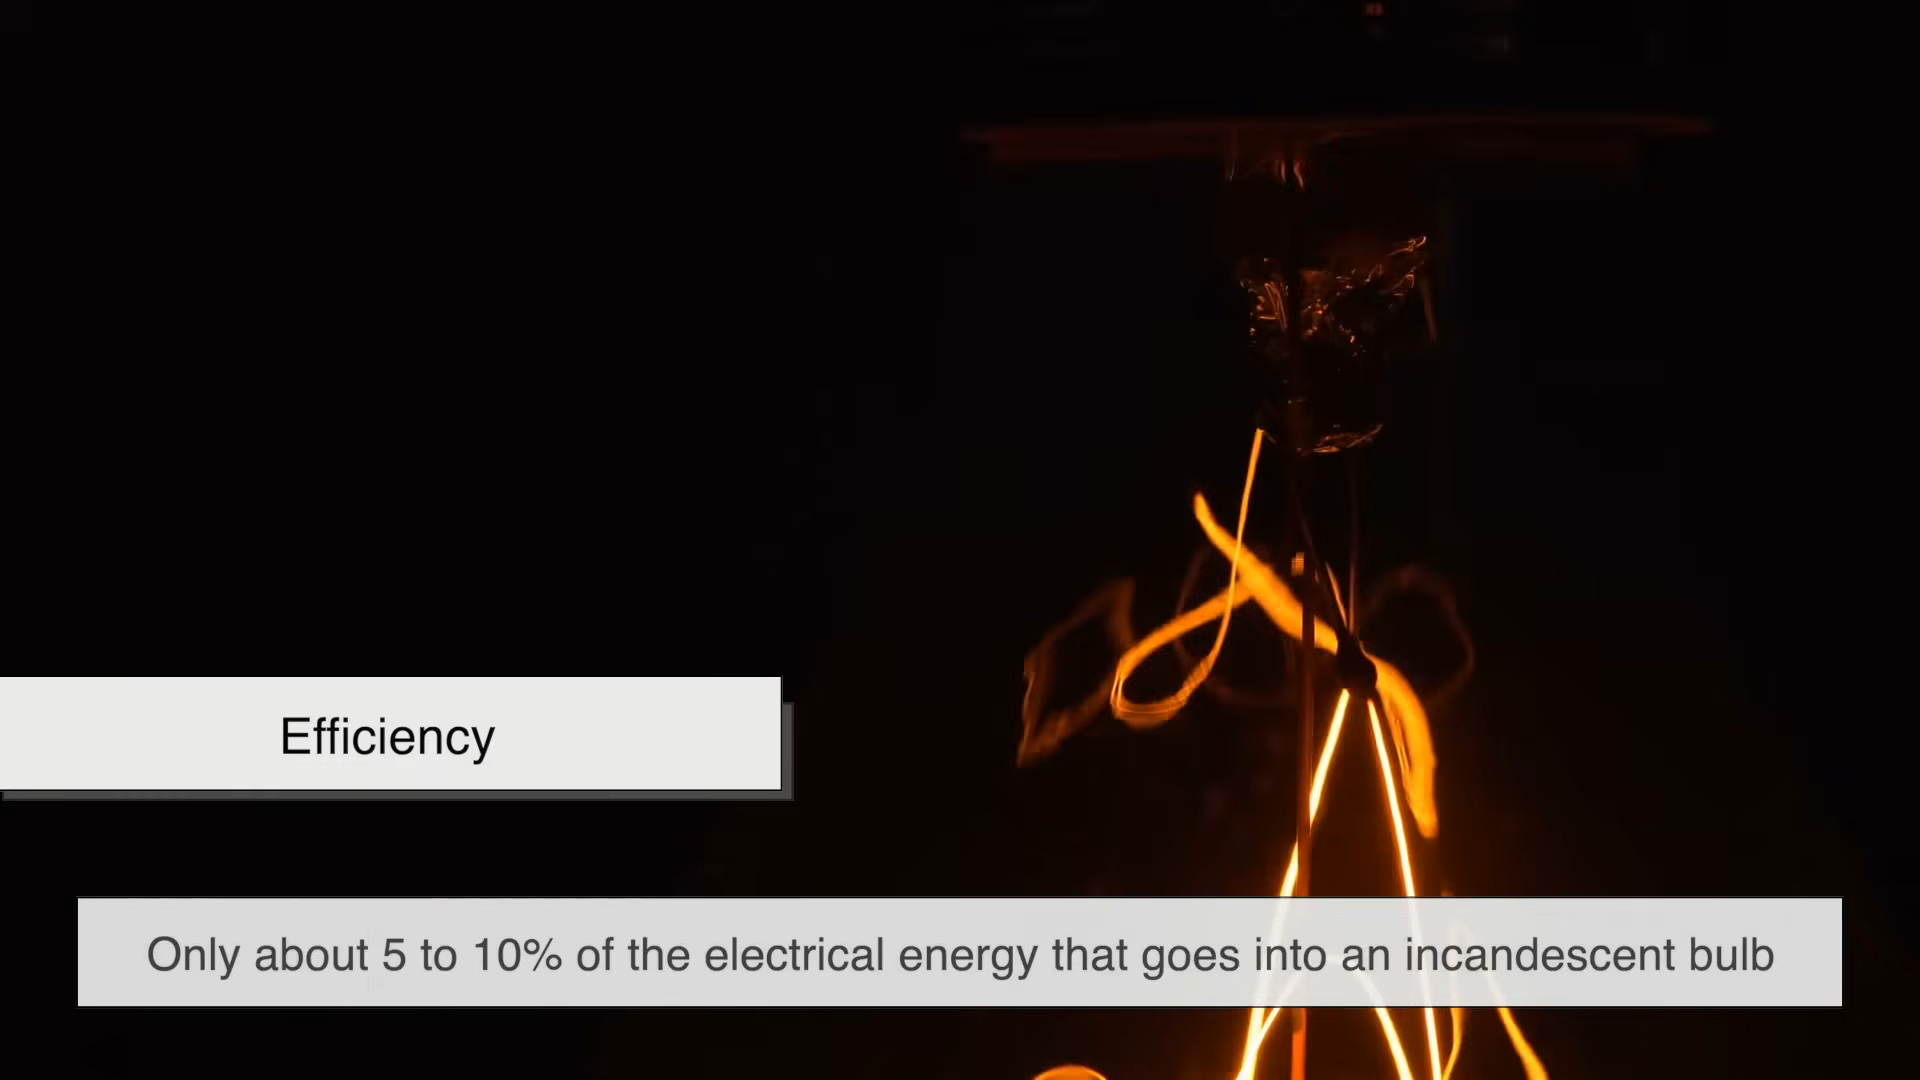 Efficiency
Only about 5 to 10% of the electrical energy that goes into an incandescent bulb